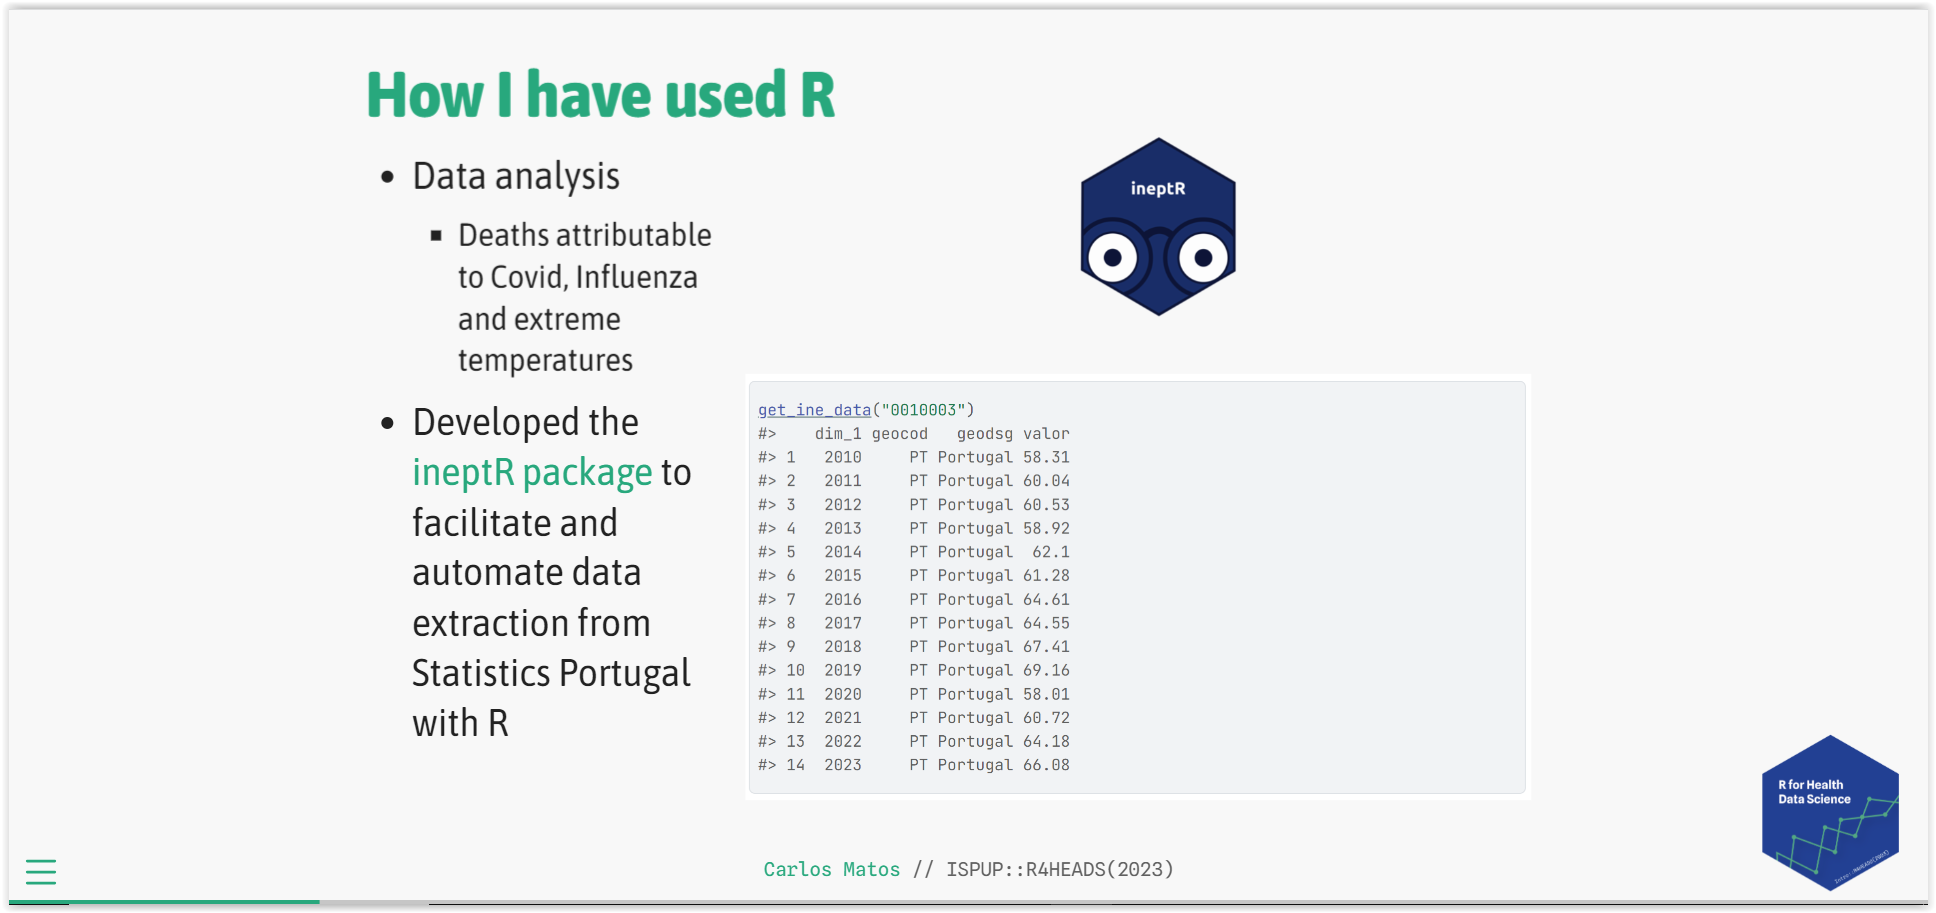 How I have used R
• Data analysis
▪ Deaths attributable
to Covid, Influenza
and extreme
temperatures
• Developed the
ineptR package to
facilitate and
automate data
extraction from
Statistics Portugal
with R
ineptR
get_ine_data("0010003")
#>    dim_1 geocod   geodsg valor
#> 1   2010     PT Portugal 58.31
#> 2   2011     PT Portugal 60.04
#> 3   2012     PT Portugal 60.53
#> 4   2013     PT Portugal 58.92
#> 5   2014     PT Portugal  62.1
#> 6   2015     PT Portugal 61.28
#> 7   2016     PT Portugal 64.61
#> 8   2017     PT Portugal 64.55
#> 9   2018     PT Portugal 67.41
#> 10  2019     PT Portugal 69.16
#> 11  2020     PT Portugal 58.01
#> 12  2021     PT Portugal 60.72
#> 13  2022     PT Portugal 64.18
#> 14  2023     PT Portugal 66.08
R for Health
Data Science
Carlos Matos // ISPUP::R4HEADS(2023)